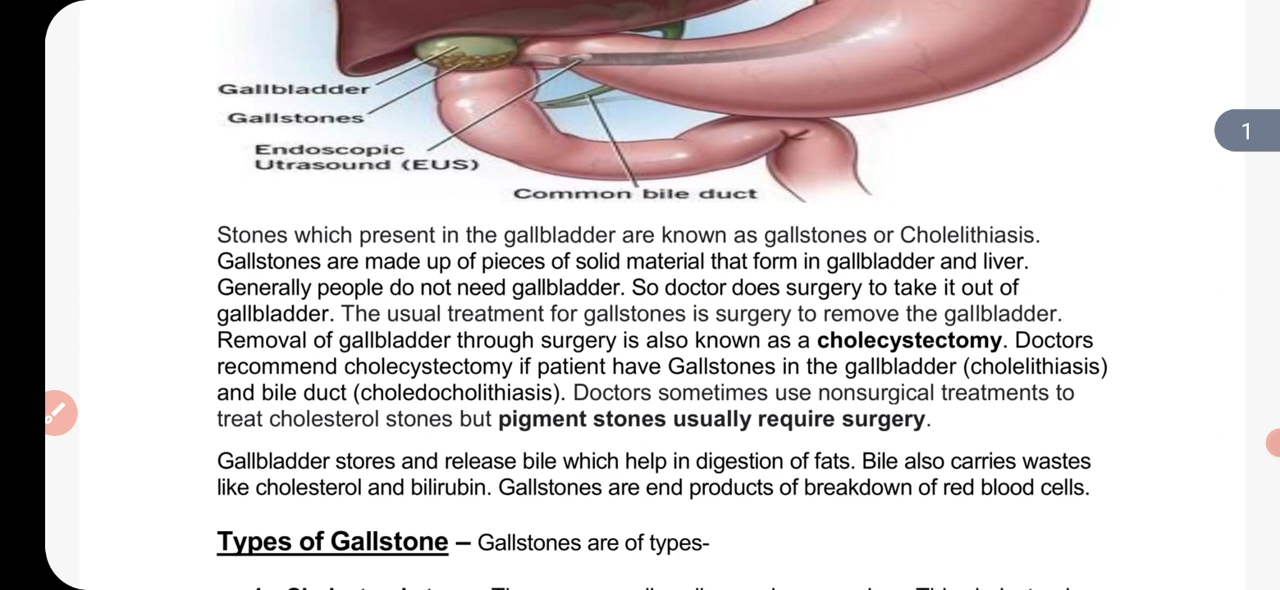 Gallbladder
Gallstones
Endoscopic
Utrasound (EUS)
Common bile duct
1
Stones which present in the gallbladder are known as gallstones or Cholelithiasis.
Gallstones are made up of pieces of solid material that form in gallbladder and liver.
Generally people do not need gallbladder. So doctor does surgery to take it out of
gallbladder. The usual treatment for gallstones is surgery to remove the gallbladder.
Removal of gallbladder through surgery is also known as a cholecystectomy. Doctors
recommend cholecystectomy if patient have Gallstones in the gallbladder (cholelithiasis)
and bile duct (choledocholithiasis). Doctors sometimes use nonsurgical treatments to
treat cholesterol stones but pigment stones usually require surgery.
Gallbladder stores and release bile which help in digestion of fats. Bile also carries wastes
like cholesterol and bilirubin. Gallstones are end products of breakdown of red blood cells.
Types of Gallstone – Gallstones are of types-